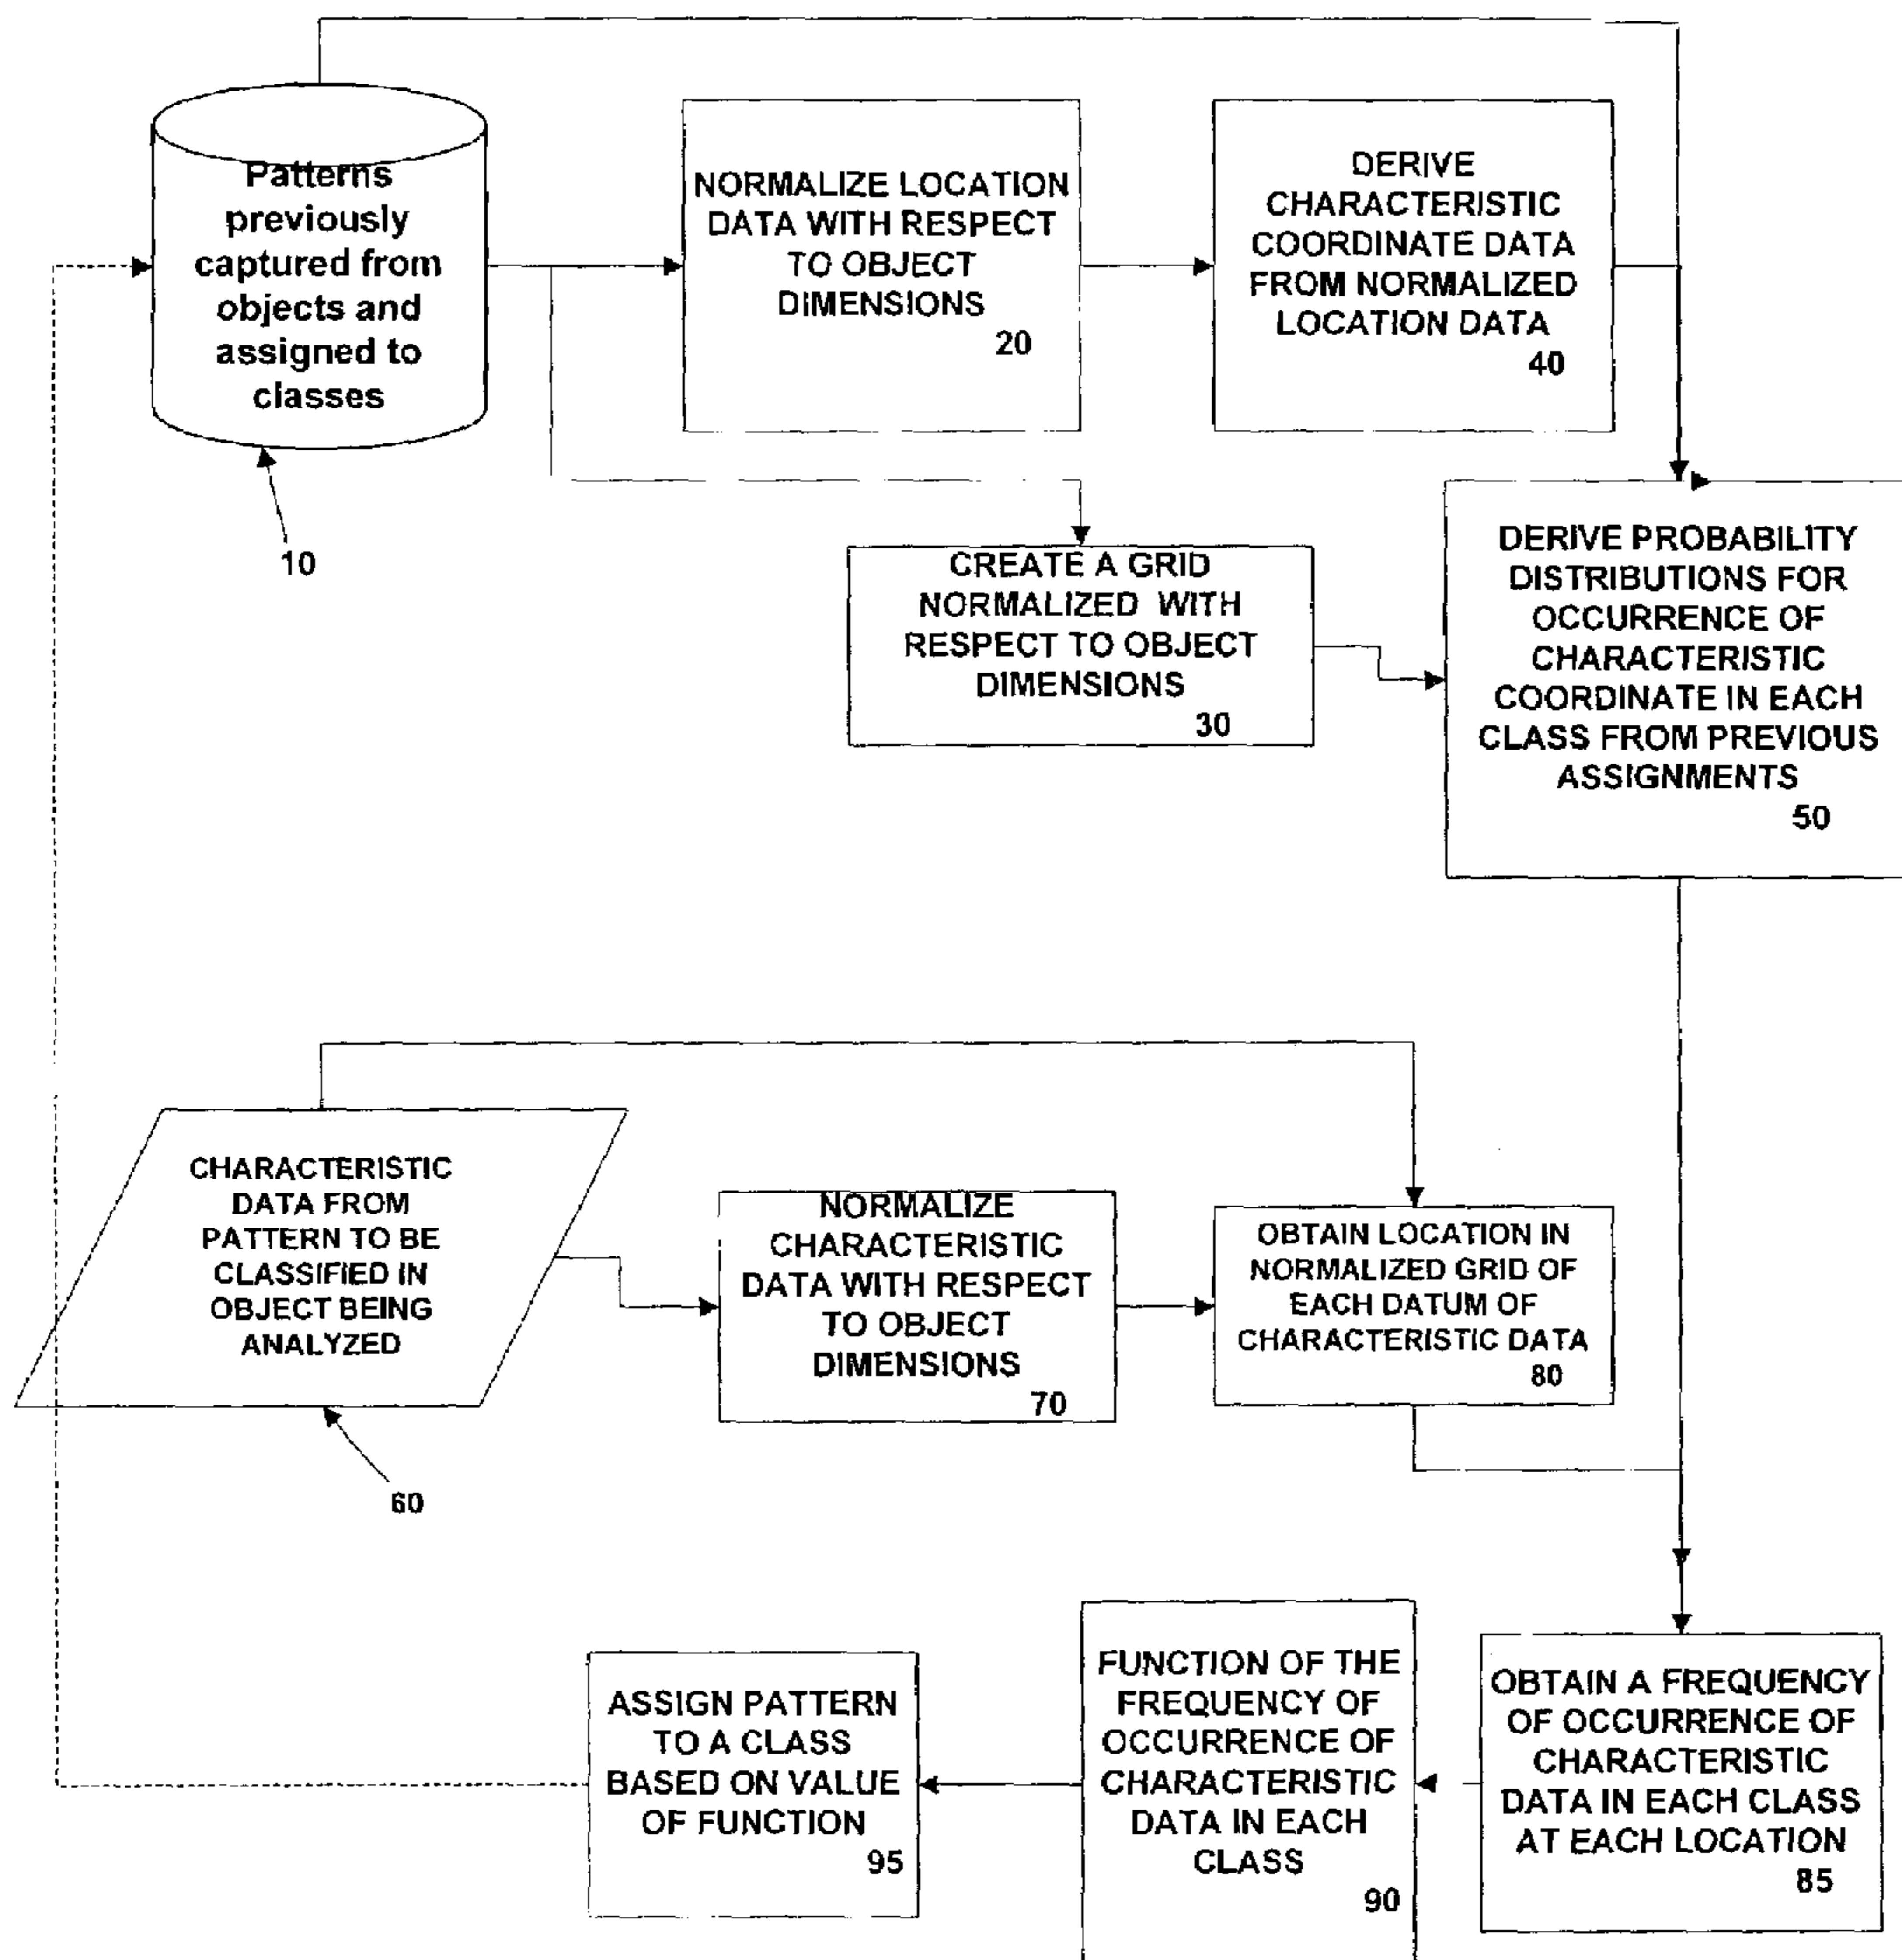 Patterns
previously
captured from
objects and
assigned to
classes
10
NORMALIZE LOCATION
DATA WITH RESPECT
TO OBJECT
DIMENSIONS
20
DERIVE
CHARACTERISTIC
COORDINATE DATA
FROM NORMALIZED
LOCATION DATA
40
CREATE A GRID
NORMALIZED WITH
RESPECT TO OBJECT
DIMENSIONS
30
DERIVE PROBABILITY
DISTRIBUTIONS FOR
OCCURRENCE OF
CHARACTERISTIC
COORDINATE IN EACH
CLASS FROM PREVIOUS
ASSIGNMENTS
50
CHARACTERISTIC
DATA FROM
PATTERN TO BE
CLASSIFIED IN
OBJECT BEING
ANALYZED
60
NORMALIZE
CHARACTERISTIC
DATA WITH RESPECT
TO OBJECT
DIMENSIONS
70
OBTAIN LOCATION IN
NORMALIZED GRID OF
EACH DATUM OF
CHARACTERISTIC DATA
80
ASSIGN PATTERN
TO A CLASS
BASED ON VALUE
OF FUNCTION
95
FUNCTION OF THE
FREQUENCY OF
OCCURRENCE OF
CHARACTERISTIC
DATA IN EACH
CLASS
90
OBTAIN A FREQUENCY
OF OCCURRENCE OF
CHARACTERISTIC
DATA IN EACH CLASS
AT EACH LOCATION
85